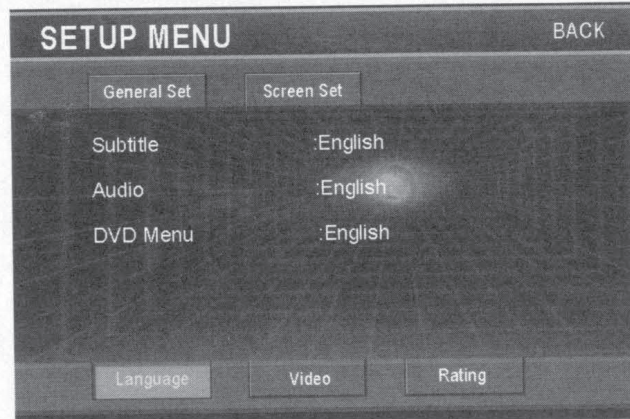 SETUP MENU BACK
General Set Screen Set
Subtitle :English
Audio :English
DVD Menu :English
Language Video Rating